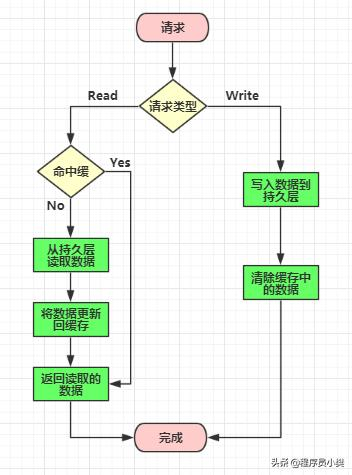 请求
请求类型
Read
Write
命中缓
Yes
No
写入数据到
持久层
从持久层
读取数据
清除缓存中
的数据
将数据更新
回缓存
返回读取的
数据
完成
头条 @程序员小樊